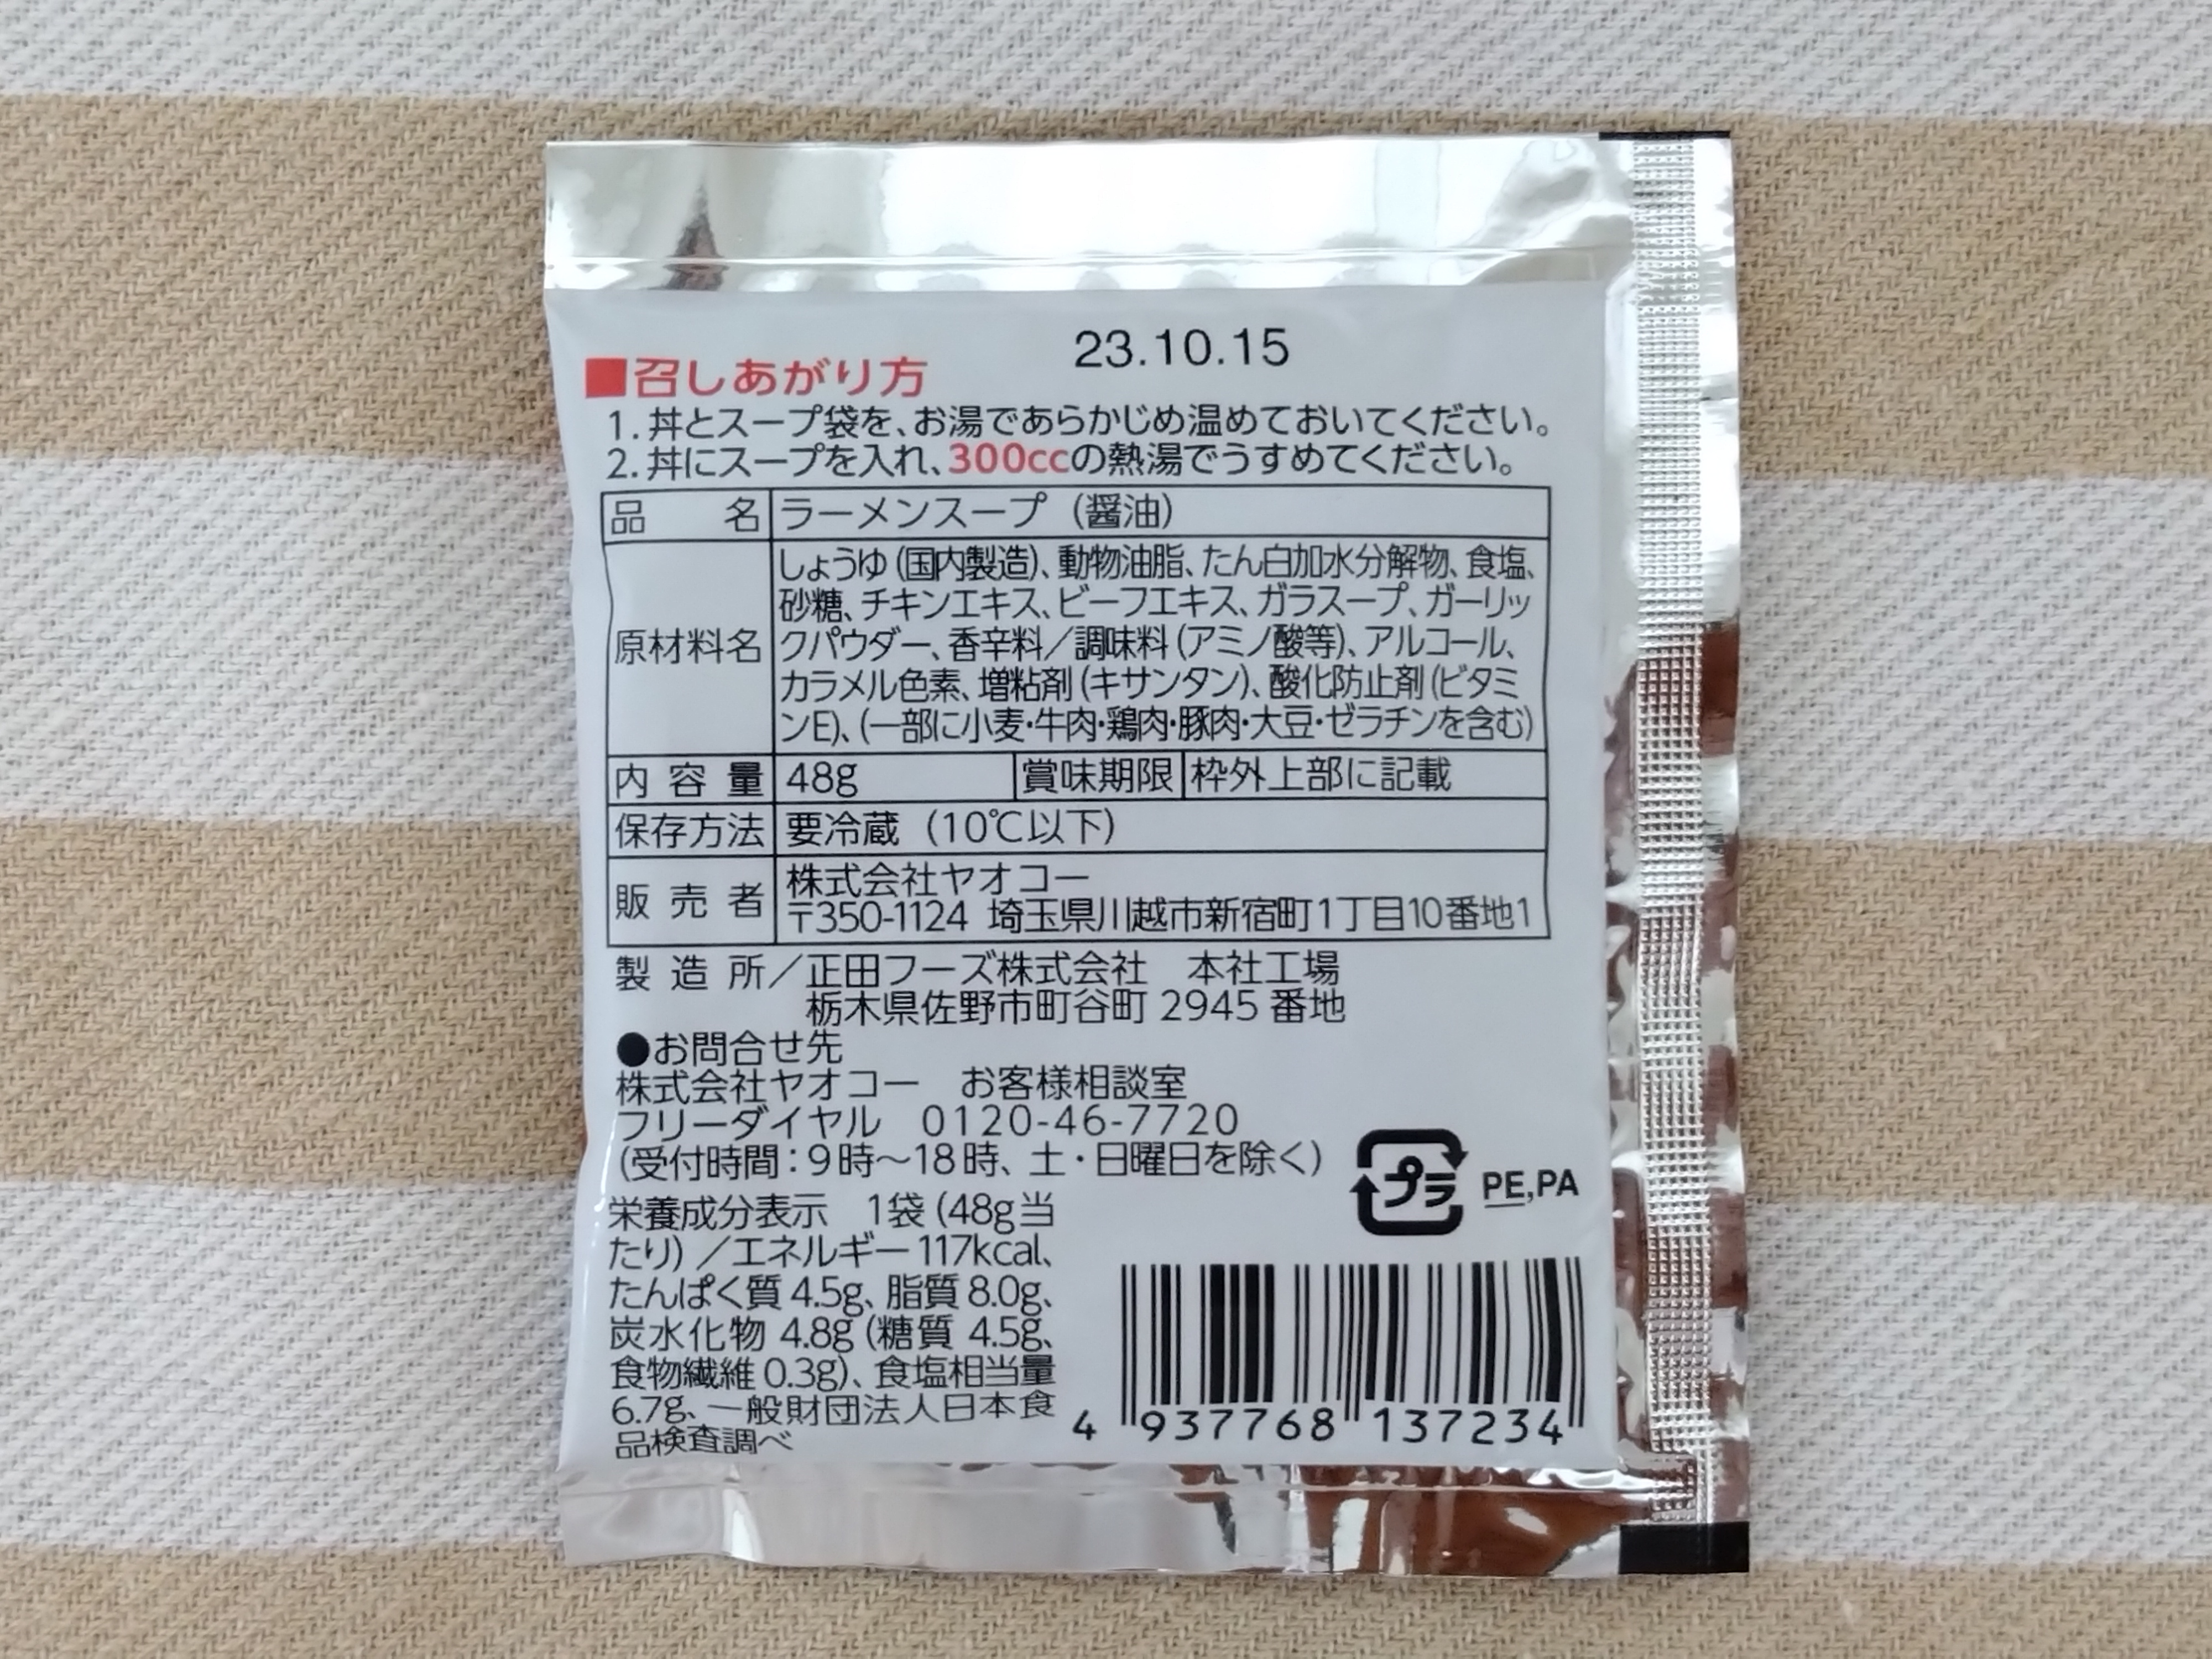 23.10.15
■召しあがり方
1. 丼とスープ袋を、お湯であらかじめ温めておいてください。
2. 丼にスープを入れ、300ccの熱湯でうすめてください。
品名 ラーメンスープ（醤油）
原材料名 しょうゆ（国内製造）、動物油脂、たん白加水分解物、食塩、
砂糖、チキンエキス、ビーフエキス、ガラスープ、ガーリッ
クパウダー、香辛料／調味料（アミノ酸等）、アルコール、
カラメル色素、増粘剤（キサンタン）、酸化防止剤（ビタミ
ンE）、（一部に小麦・牛肉・鶏肉・豚肉・大豆・ゼラチンを含む）
内容量 48g 賞味期限 枠外上部に記載
保存方法 要冷蔵（10℃以下）
販売者 株式会社ヤオコー
〒350-1124 埼玉県川越市新宿町1丁目10番地1
製造所／正田フーズ株式会社 本社工場
栃木県佐野市町谷町 2945 番地
●お問合せ先
株式会社ヤオコー お客様相談室
フリーダイヤル 0120-46-7720
（受付時間：9時～18時、土・日曜日を除く）
プラ PE,PA
栄養成分表示 1袋（48g当
たり）／エネルギー 117kcal、
たんぱく質 4.5g、脂質 8.0g、
炭水化物 4.8g（糖質 4.5g、
食物繊維 0.3g）、食塩相当量
6.7g、一般財団法人日本食
品検査調べ
4 937768 137234